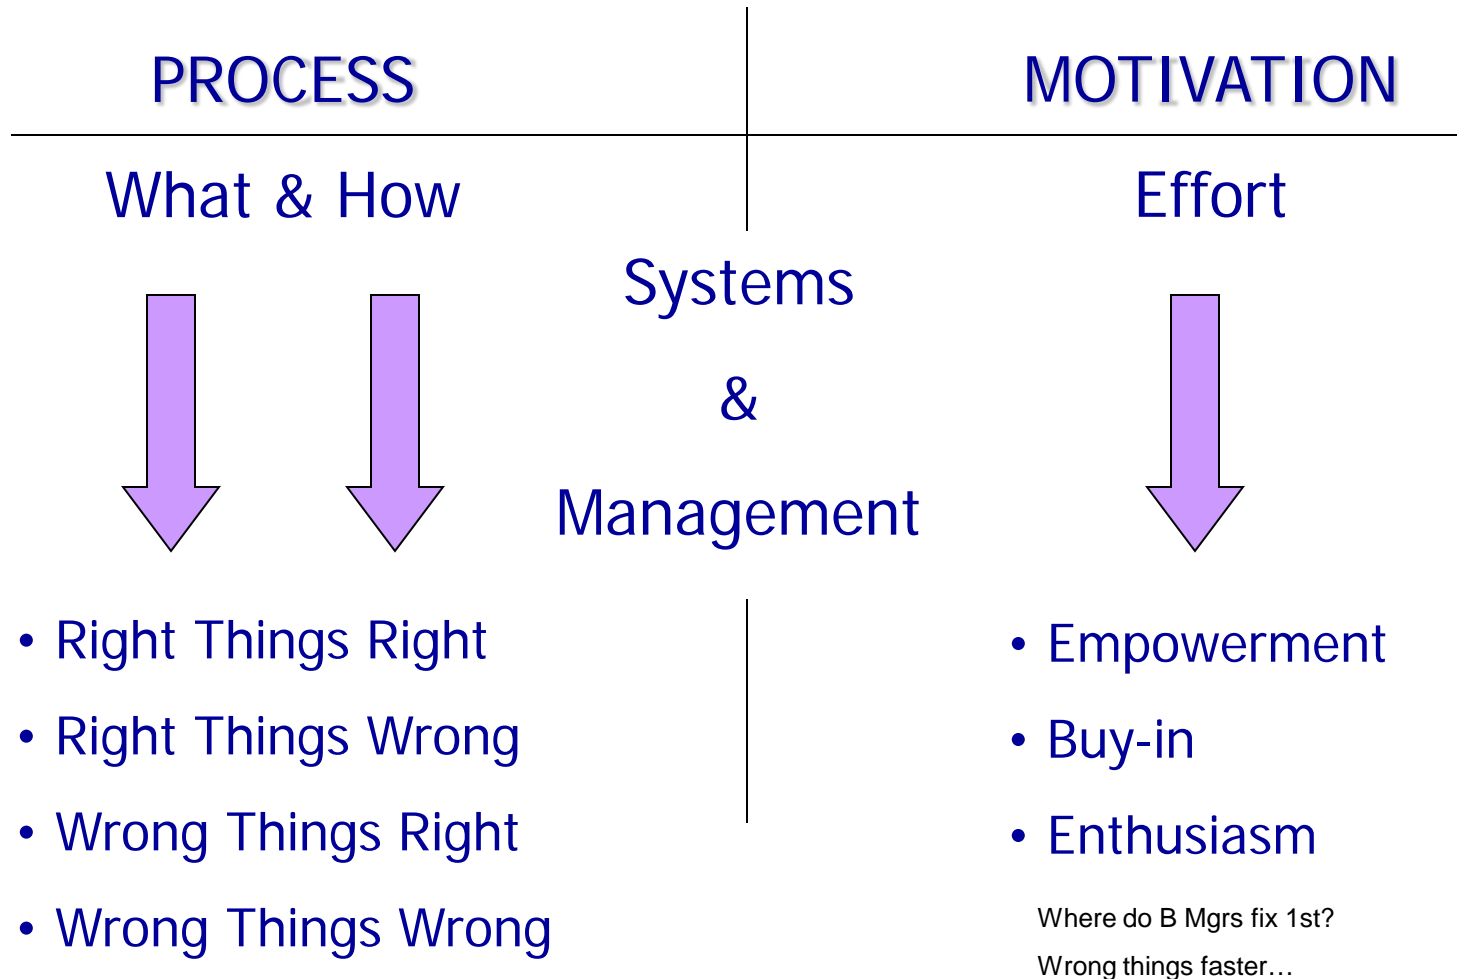 PROCESS
MOTIVATION
What & How
Effort
Systems
&
Management
• Right Things Right
• Right Things Wrong
• Wrong Things Right
• Wrong Things Wrong
• Empowerment
• Buy-in
• Enthusiasm
Where do B Mgrs fix 1st?
Wrong things faster…